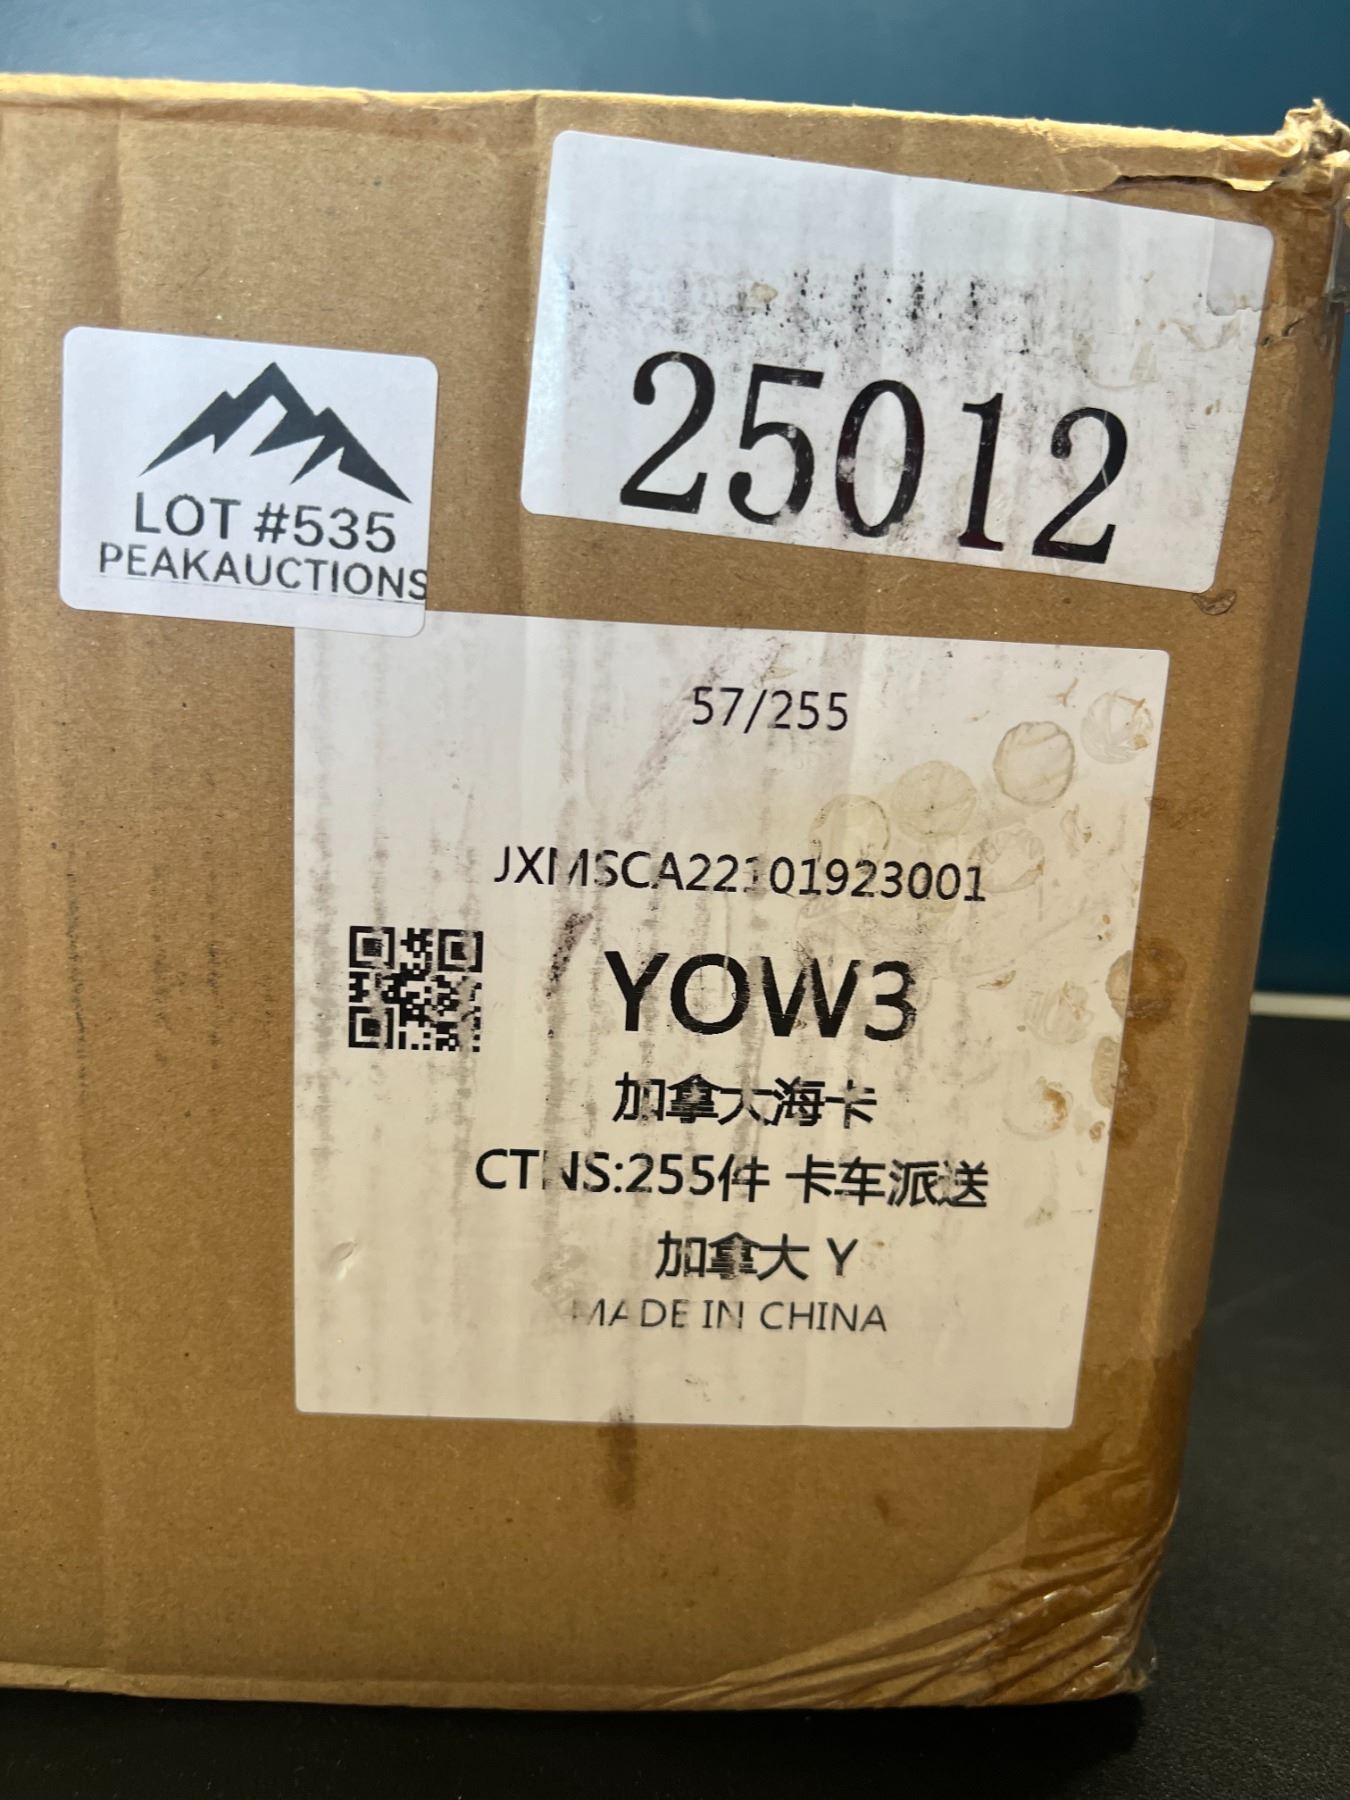 25012
LOT #535
PEAKAUCTIONS
57/255
JXMSCA22101923001
YOW3
加拿大海卡
CTNS:255件 卡车派送
加拿大 Y
MADE IN CHINA